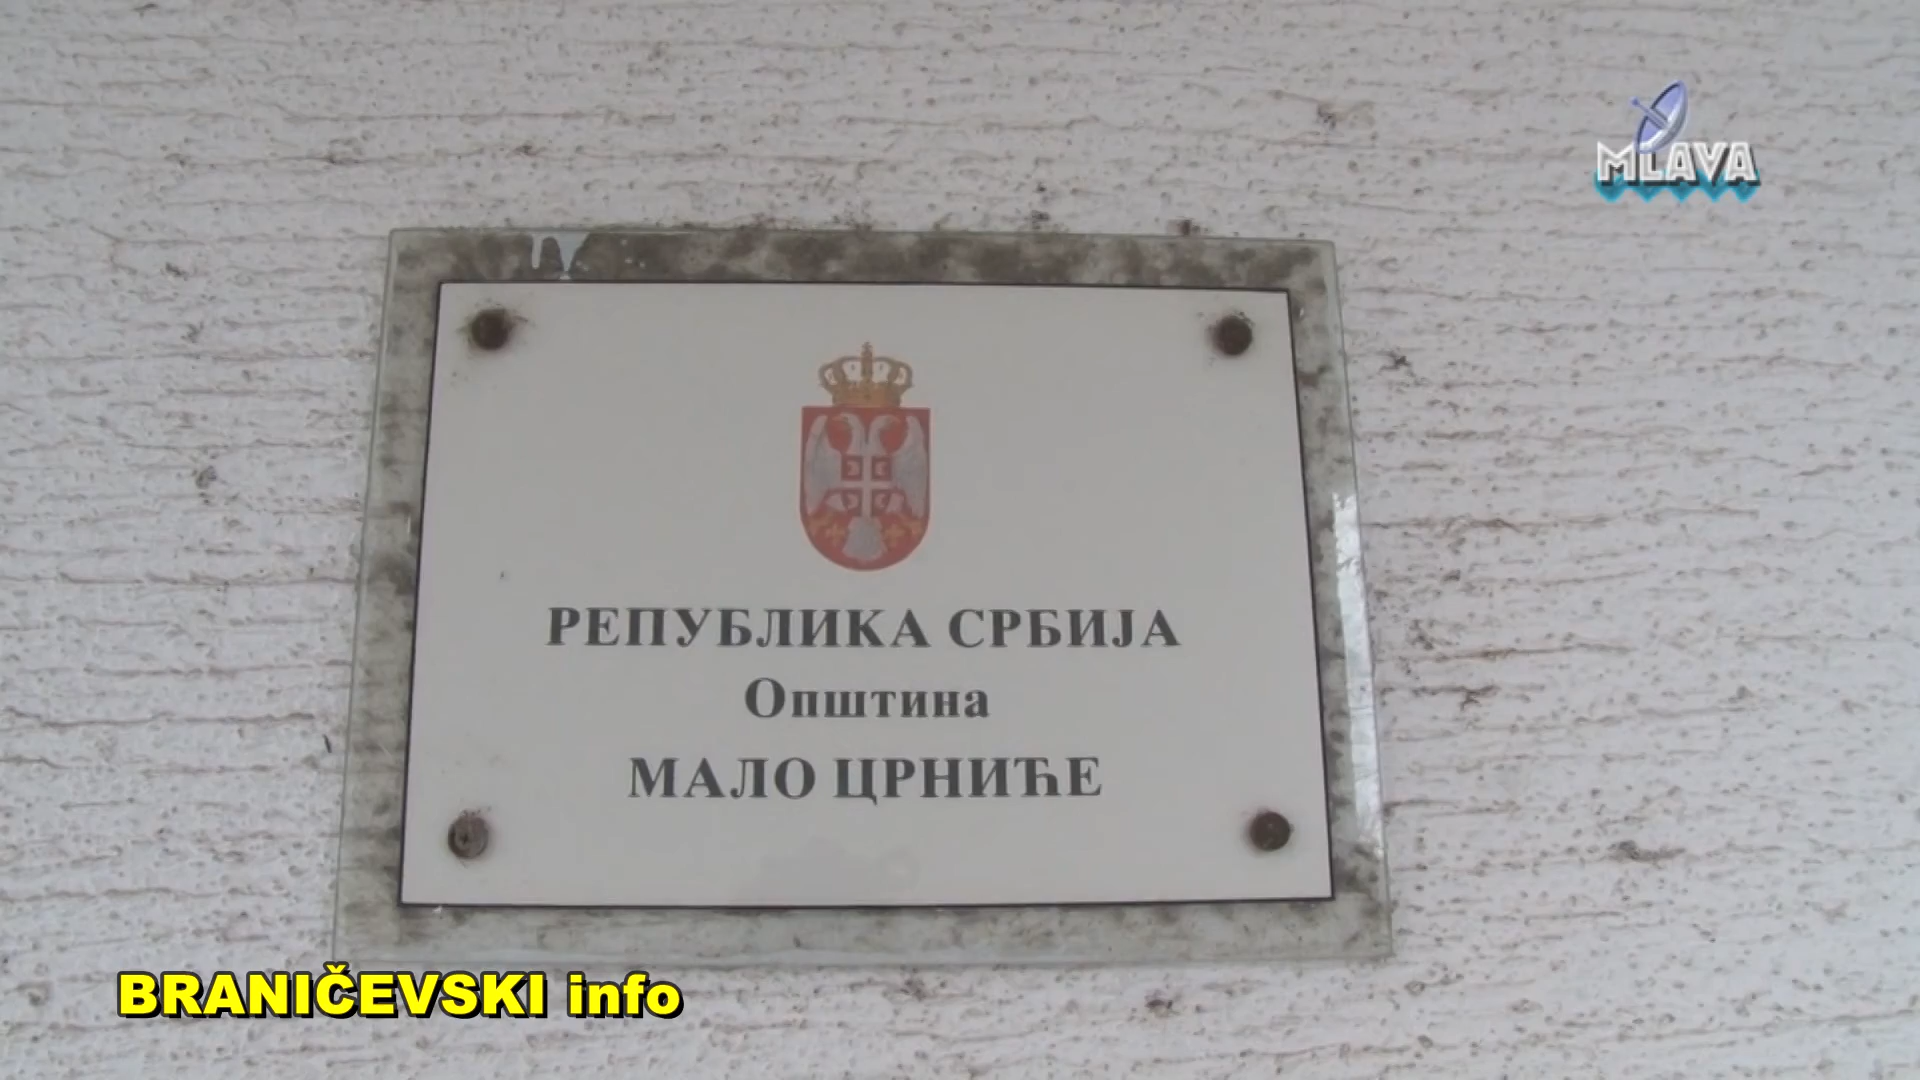 MLAVA
РЕПУБЛИКА СРБИЈА
Општина
МАЛО ЦРНИЋЕ
BRANIČEVSKI info